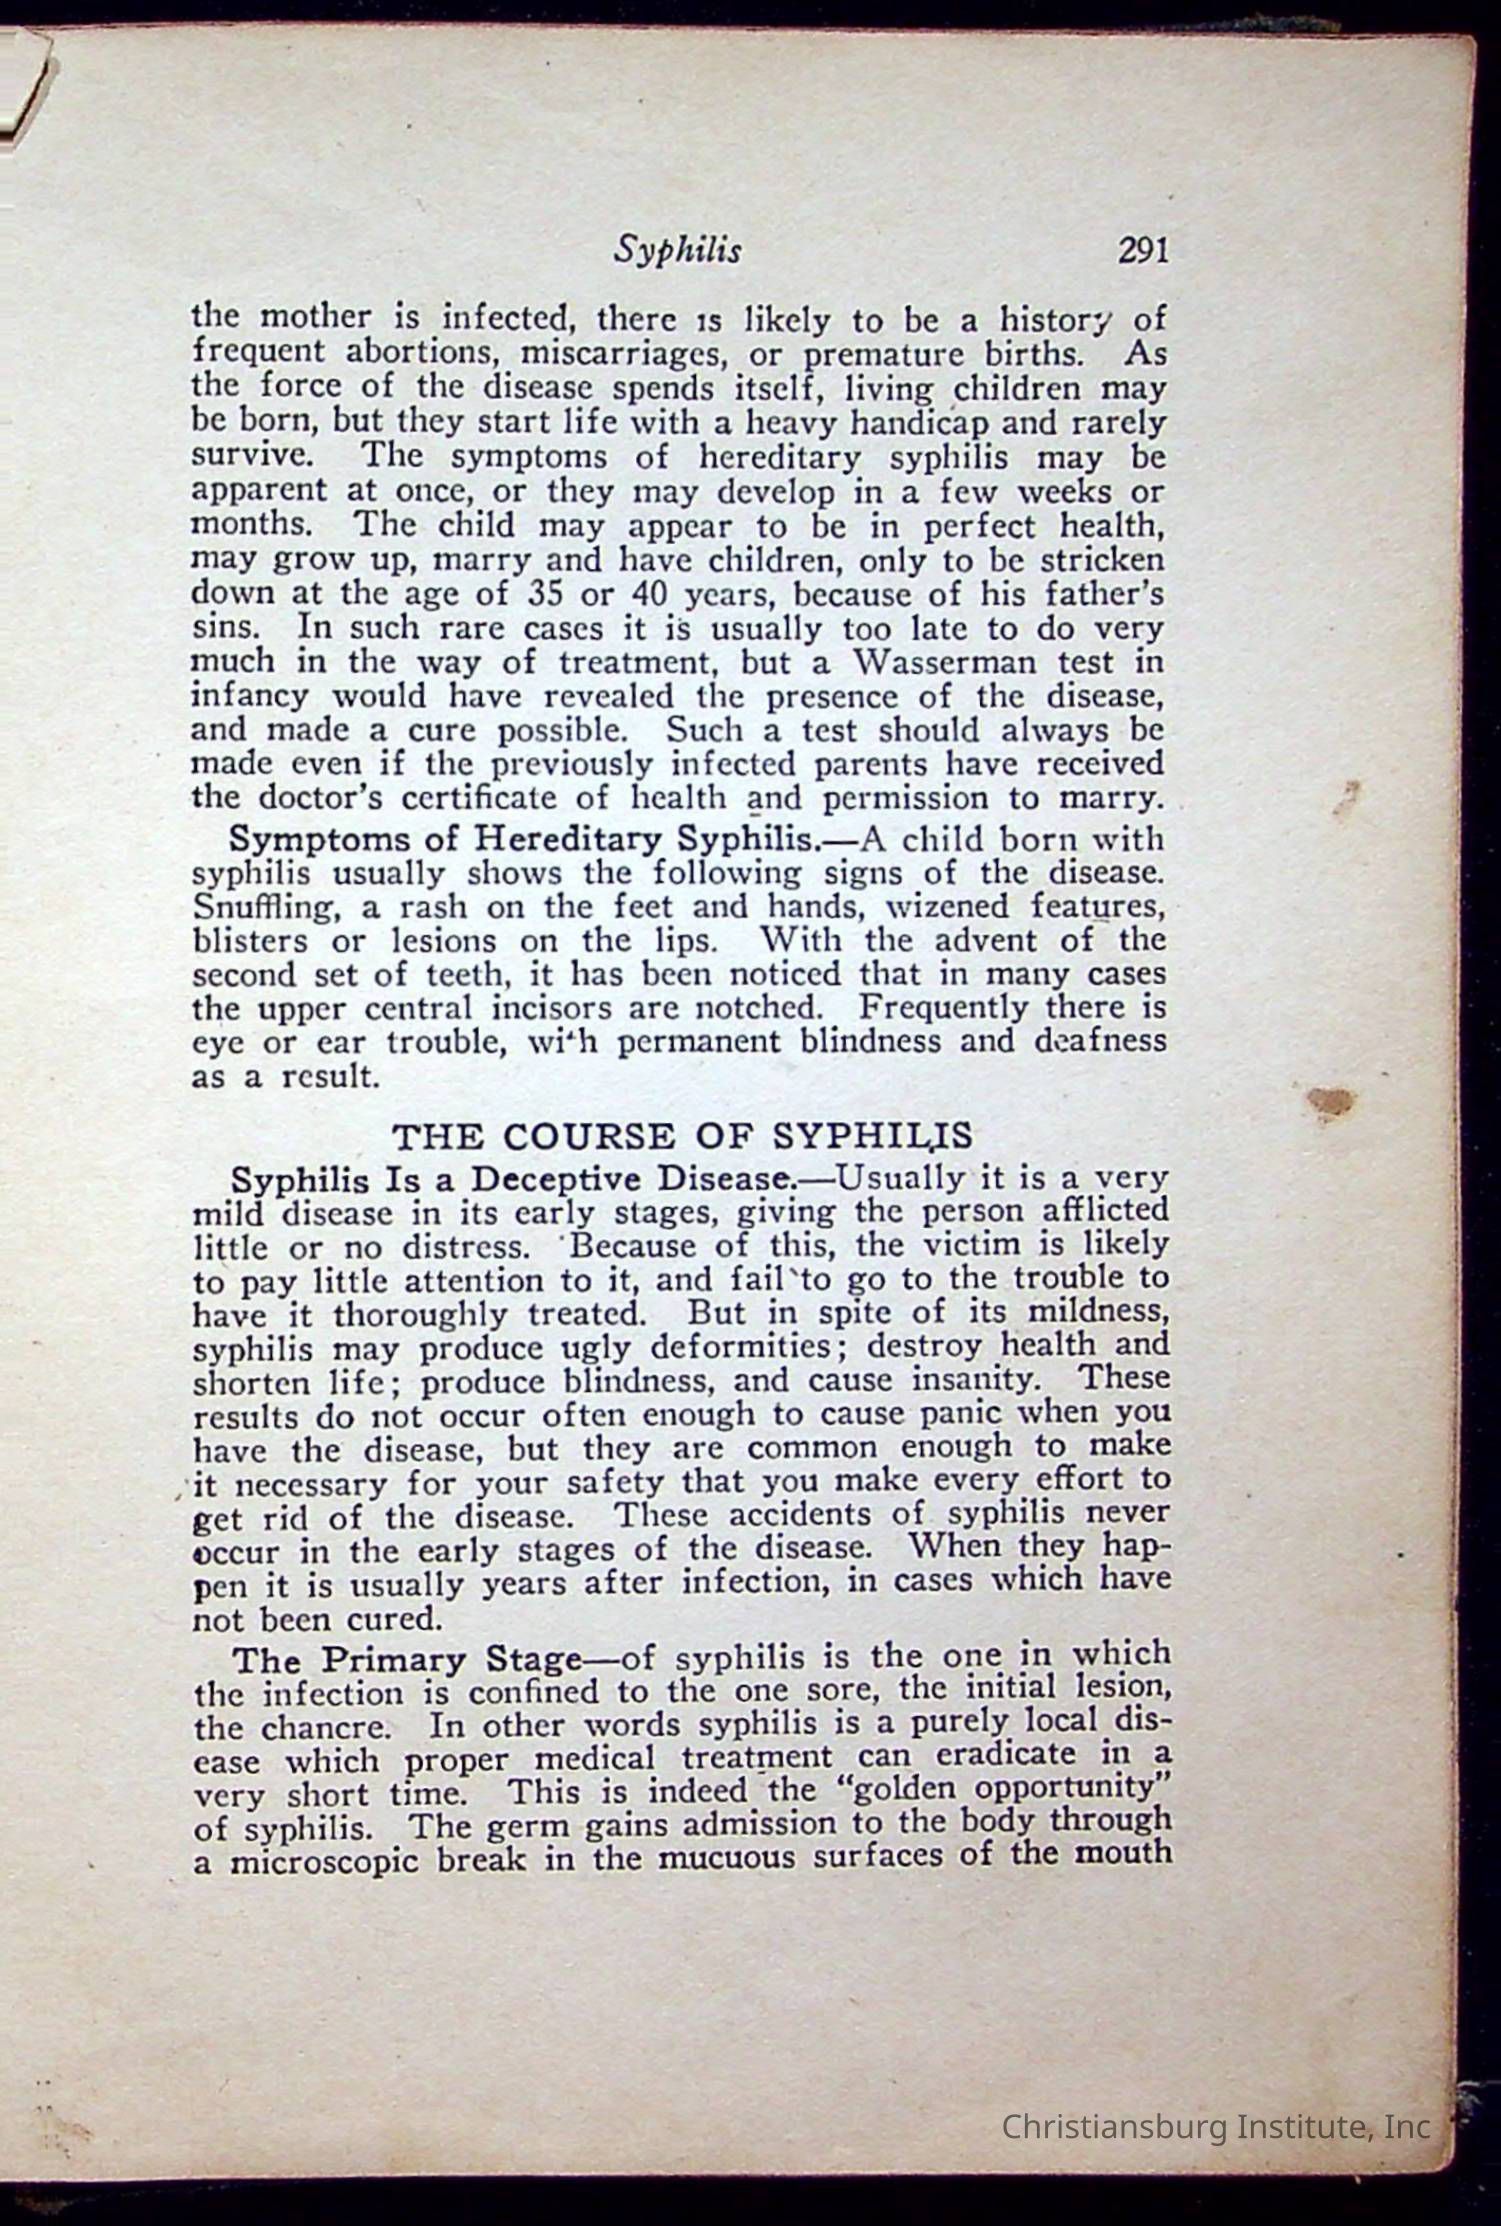 Syphilis 291
the mother is infected, there is likely to be a history of
frequent abortions, miscarriages, or premature births. As
the force of the disease spends itself, living children may
be born, but they start life with a heavy handicap and rarely
survive. The symptoms of hereditary syphilis may be
apparent at once, or they may develop in a few weeks or
months. The child may appear to be in perfect health,
may grow up, marry and have children, only to be stricken
down at the age of 35 or 40 years, because of his father's
sins. In such rare cases it is usually too late to do very
much in the way of treatment, but a Wasserman test in
infancy would have revealed the presence of the disease,
and made a cure possible. Such a test should always be
made even if the previously infected parents have received
the doctor's certificate of health and permission to marry.
Symptoms of Hereditary Syphilis.—A child born with
syphilis usually shows the following signs of the disease.
Snuffling, a rash on the feet and hands, wizened features,
blisters or lesions on the lips. With the advent of the
second set of teeth, it has been noticed that in many cases
the upper central incisors are notched. Frequently there is
eye or ear trouble, with permanent blindness and deafness
as a result.
THE COURSE OF SYPHILIS
Syphilis Is a Deceptive Disease.—Usually it is a very
mild disease in its early stages, giving the person afflicted
little or no distress. Because of this, the victim is likely
to pay little attention to it, and fail to go to the trouble to
have it thoroughly treated. But in spite of its mildness,
syphilis may produce ugly deformities; destroy health and
shorten life; produce blindness, and cause insanity. These
results do not occur often enough to cause panic when you
have the disease, but they are common enough to make
it necessary for your safety that you make every effort to
get rid of the disease. These accidents of syphilis never
occur in the early stages of the disease. When they hap-
pen it is usually years after infection, in cases which have
not been cured.
The Primary Stage—of syphilis is the one in which
the infection is confined to the one sore, the initial lesion,
the chancre. In other words syphilis is a purely local dis-
ease which proper medical treatment can eradicate in a
very short time. This is indeed the “golden opportunity”
of syphilis. The germ gains admission to the body through
a microscopic break in the mucuous surfaces of the mouth
Christiansburg Institute, Inc